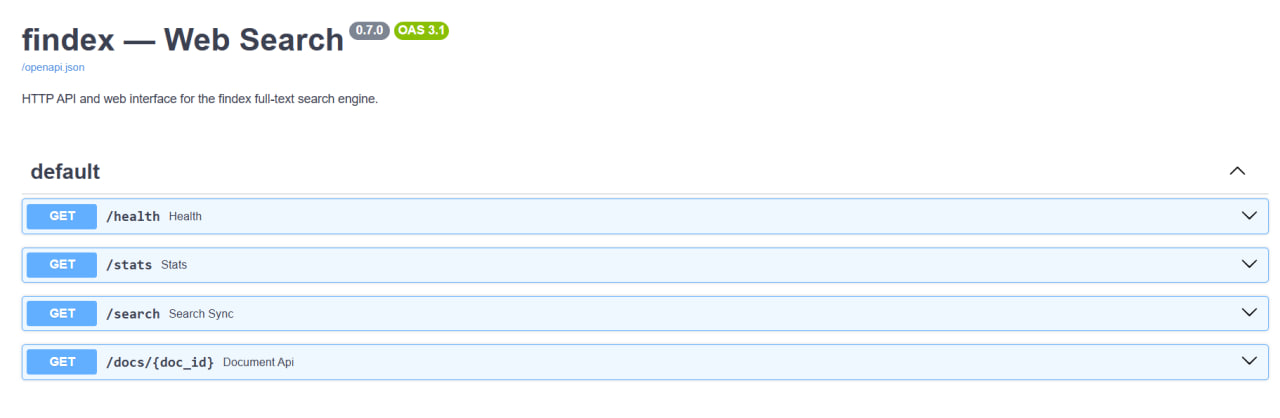 findex — Web Search 0.7.0 OAS 3.1
/openapi.json
HTTP API and web interface for the findex full-text search engine.
default
GET /health Health
GET /stats Stats
GET /search Search Sync
GET /docs/{doc_id} Document Api